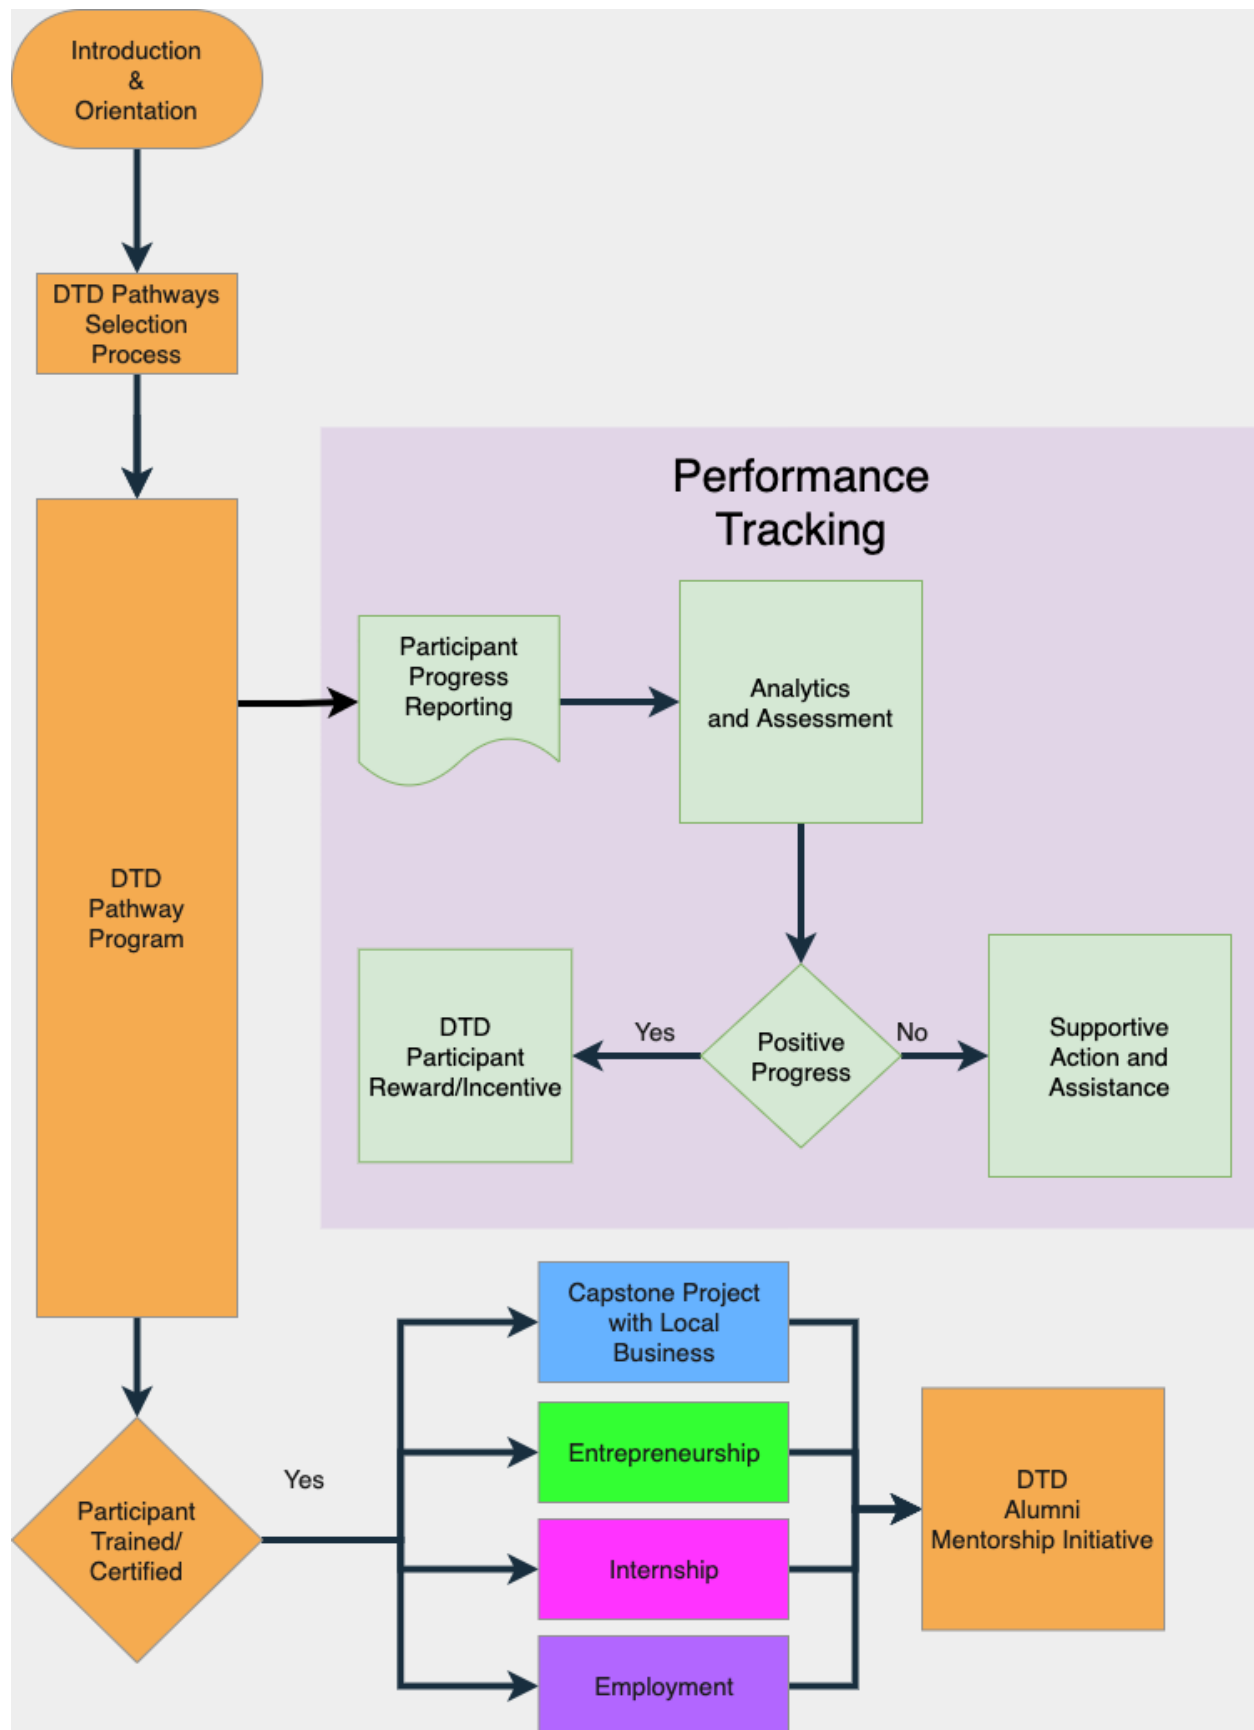 Introduction
&
Orientation
DTD Pathways
Selection
Process
Performance
Tracking
Participant
Progress
Reporting
Analytics
and Assessment
DTD
Pathway
Program
DTD
Participant
Reward/Incentive
Yes
Positive
Progress
No
Supportive
Action and
Assistance
Capstone Project
with Local
Business
Entrepreneurship
Yes
Participant
Trained/
Certified
Internship
Employment
DTD
Alumni
Mentorship Initiative